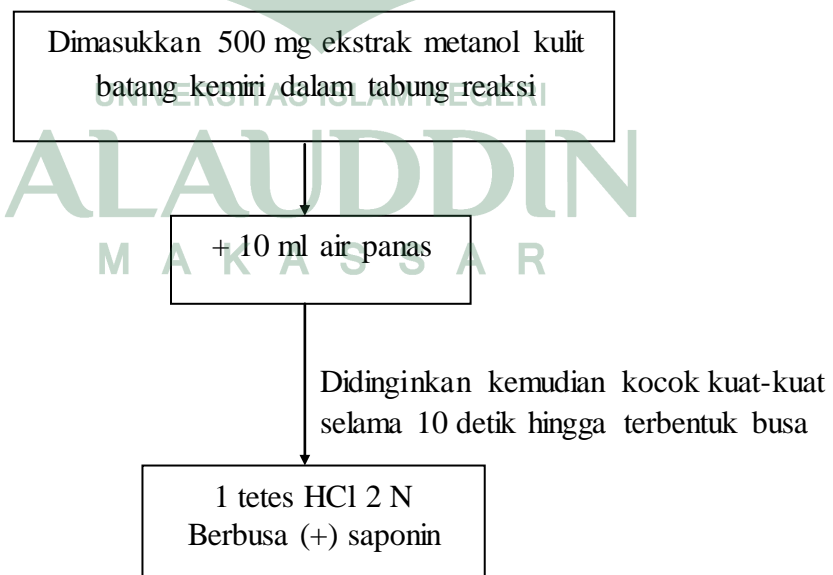 Dimasukkan 500 mg ekstrak metanol kulit
batang kemiri dalam tabung reaksi
UNIVERSITAS ISLAM NEGERI
ALAUDDIN
+ 10 ml air panas
MAKASSAR
Didinginkan kemudian kocok kuat-kuat
selama 10 detik hingga terbentuk busa
1 tetes HCl 2 N
Berbusa (+) saponin